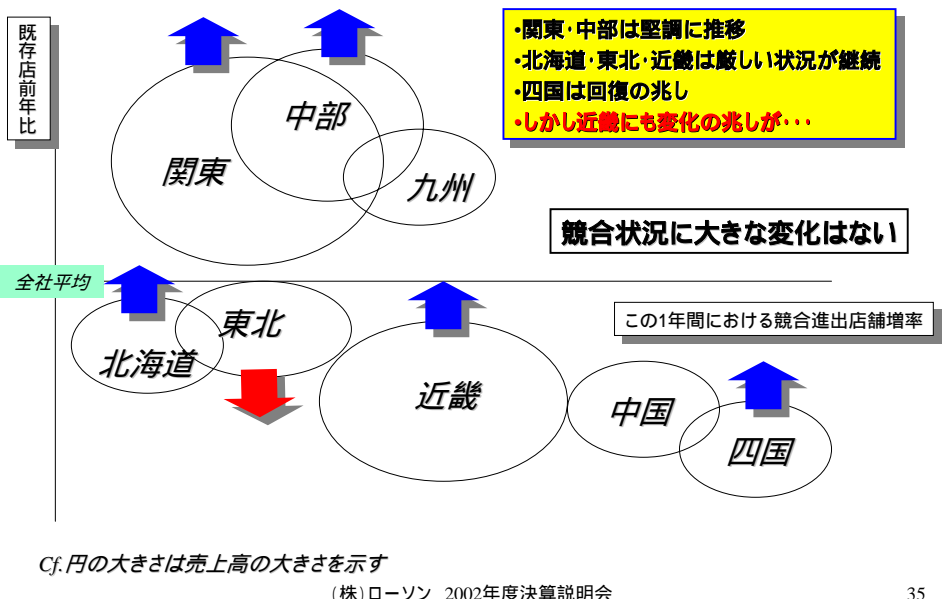 既存店前年比
・関東・中部は堅調に推移
・北海道・東北・近畿は厳しい状況が継続
・四国は回復の兆し
・しかし近畿にも変化の兆しが・・・
中部
関東
九州
競合状況に大きな変化はない
全社平均
この1年間における競合進出店舗増率
東北
北海道
近畿
中国
四国
Cf.円の大きさは売上高の大きさを示す
(株)ローソン 2002年度決算説明会
35